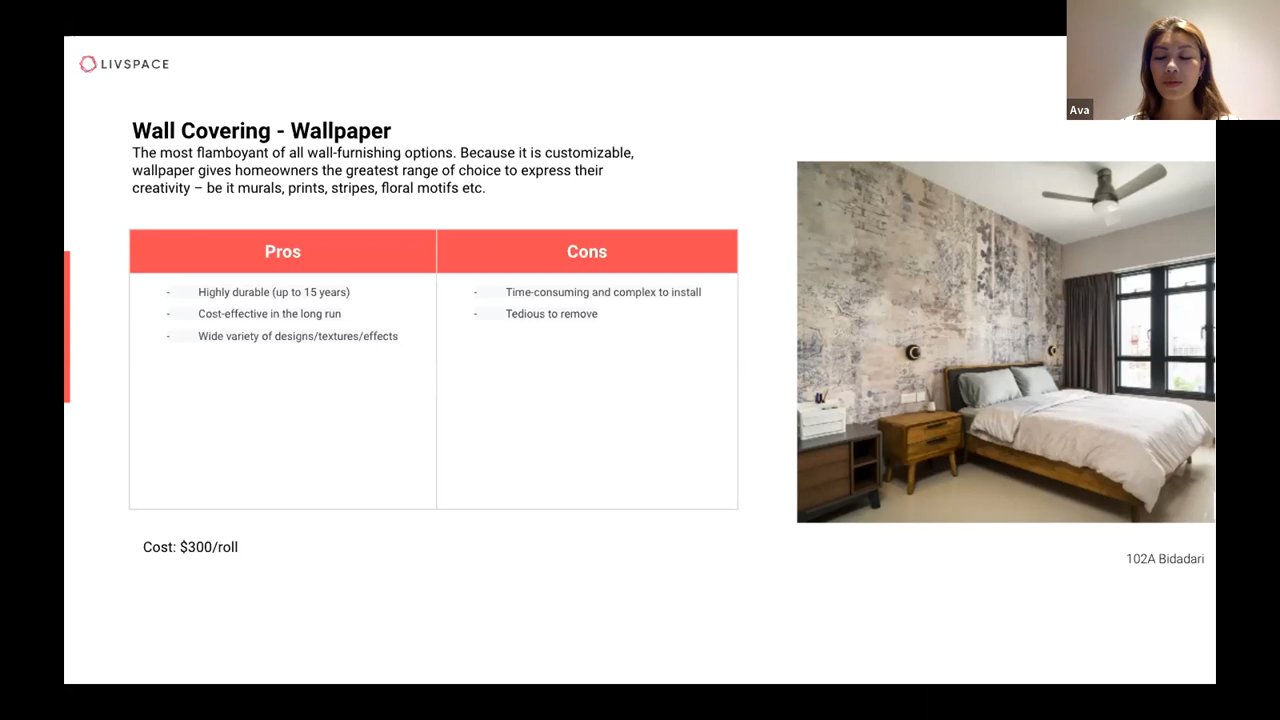 LIVSPACE
Ava
Wall Covering - Wallpaper
The most flamboyant of all wall-furnishing options. Because it is customizable,
wallpaper gives homeowners the greatest range of choice to express their
creativity – be it murals, prints, stripes, floral motifs etc.
Pros
Cons
- Highly durable (up to 15 years)
- Cost-effective in the long run
- Wide variety of designs/textures/effects
- Time-consuming and complex to install
- Tedious to remove
Cost: $300/roll
102A Bidadari